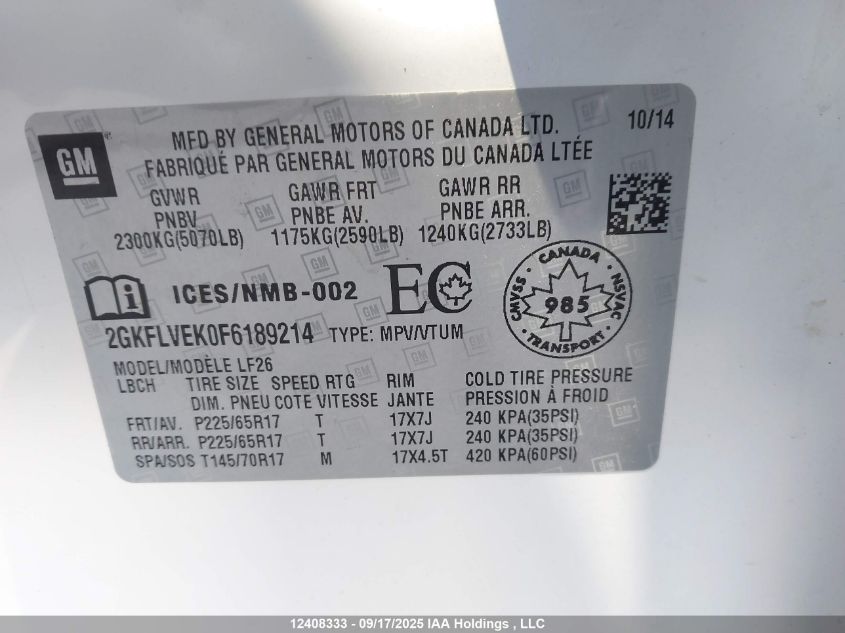 GM
MFD BY GENERAL MOTORS OF CANADA LTD. 10/14
FABRIQUÉ PAR GENERAL MOTORS DU CANADA LTÉE
GVWR GAWR FRT GAWR RR
PNBV PNBE AV. PNBE ARR.
2300KG(5070LB) 1175KG(2590LB) 1240KG(2733LB)
ICES/NMB-002 EC
CANADA
CMVSS 985 NSVAC
TRANSPORT
2GKFLVEK0F6189214 TYPE: MPV/VTUM
MODEL/MODÈLE LF26
LBCH TIRE SIZE SPEED RTG RIM COLD TIRE PRESSURE
DIM. PNEU COTE VITESSE JANTE PRESSION À FROID
FRT/AV. P225/65R17 T 17X7J 240 KPA(35PSI)
RR/ARR. P225/65R17 T 17X7J 240 KPA(35PSI)
SPA/SOS T145/70R17 M 17X4.5T 420 KPA(60PSI)
12408333 - 09/17/2025 IAA Holdings , LLC